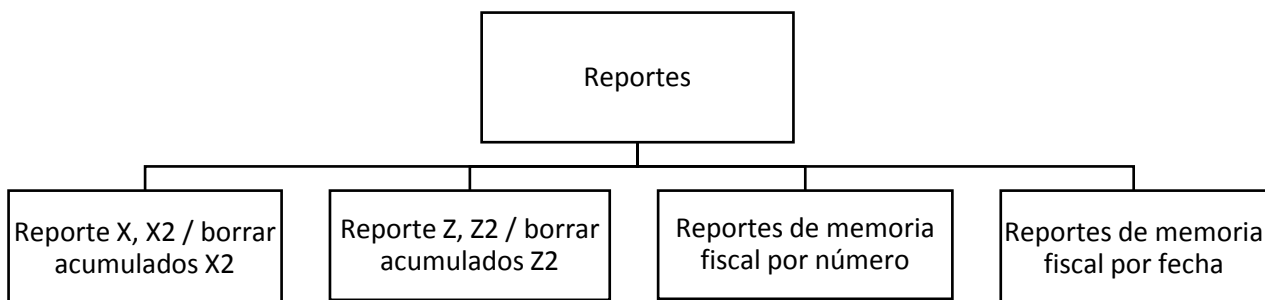 Reportes
Reporte X, X2 / borrar
acumulados X2
Reporte Z, Z2 / borrar
acumulados Z2
Reportes de memoria
fiscal por número
Reportes de memoria
fiscal por fecha